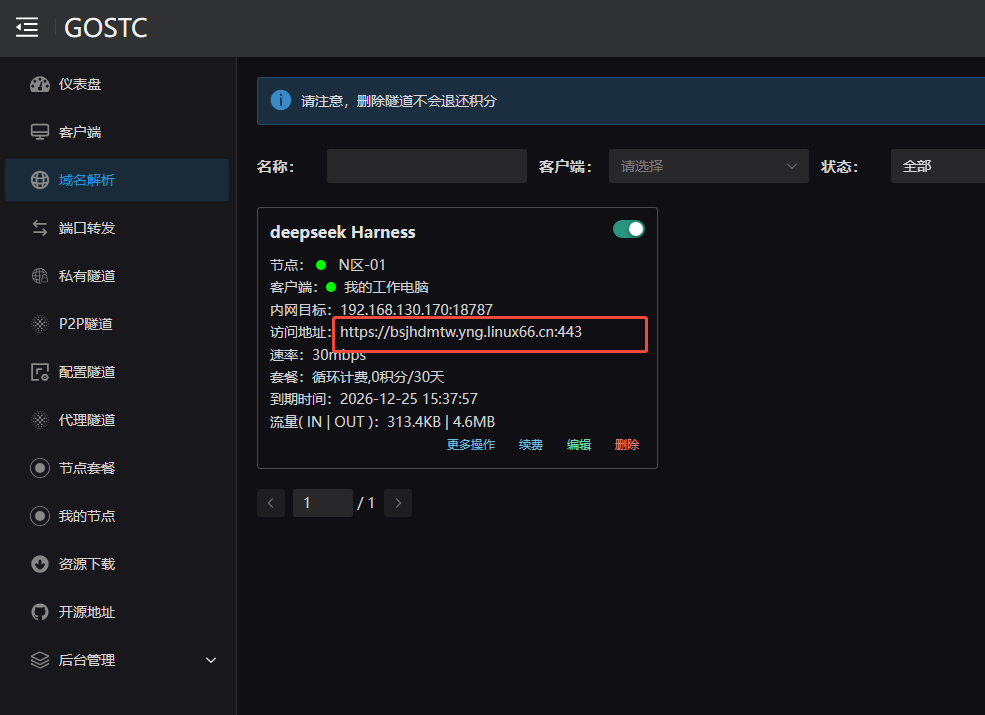 GOSTC
仪表盘
客户端
域名解析
端口转发
私有隧道
P2P隧道
配置隧道
代理隧道
节点套餐
我的节点
资源下载
开源地址
后台管理
请注意，删除隧道不会退还积分
名称： 客户端： 请选择 状态： 全部
deepseek Harness
节点： N区-01
客户端： 我的工作电脑
内网目标： 192.168.130.170:18787
访问地址： https://bsjhdmtw.yng.linux66.cn:443
速率： 30mbps
套餐： 循环计费,0积分/30天
到期时间： 2026-12-25 15:37:57
流量( IN | OUT )： 313.4KB | 4.6MB
更多操作 续费 编辑 删除
1 / 1